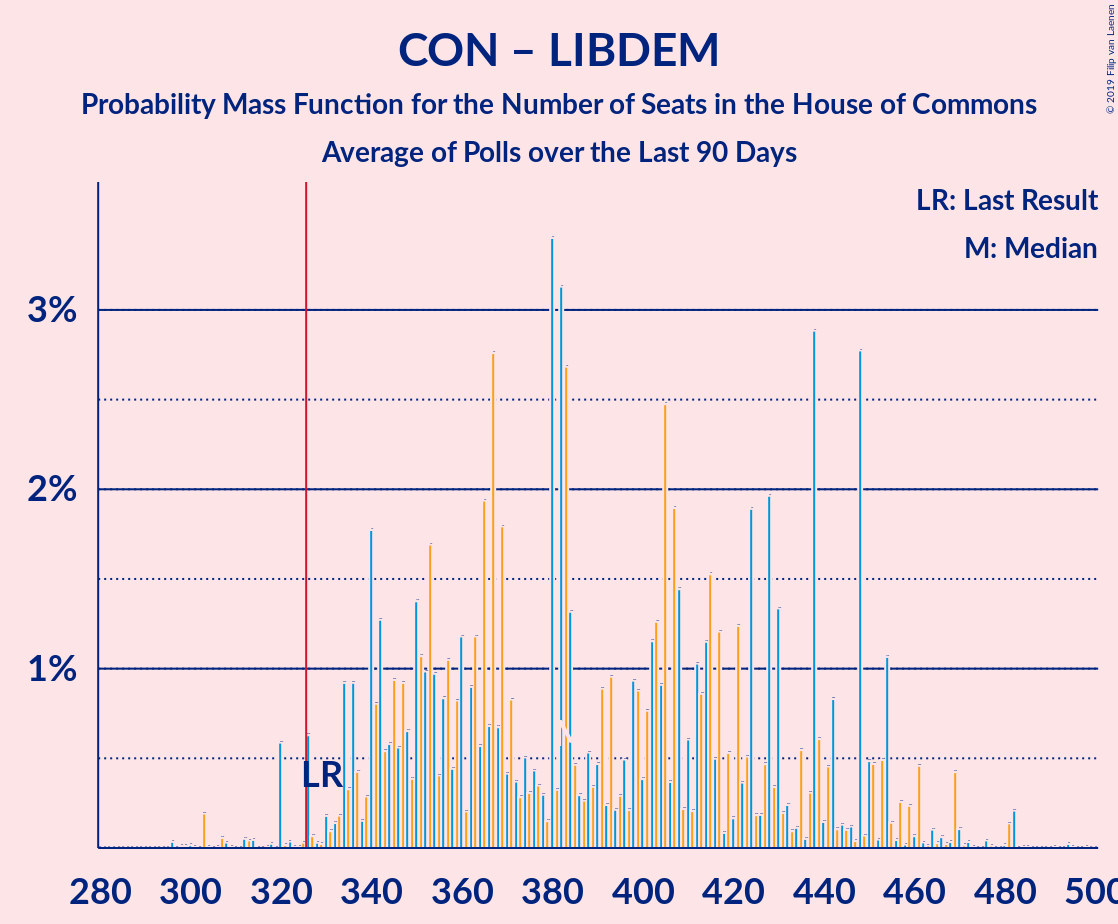 CON – LIBDEM
Probability Mass Function for the Number of Seats in the House of Commons
Average of Polls over the Last 90 Days
© 2019 Filip van Laenen
LR: Last Result
M: Median
3%
2%
1%
LR
280 300 320 340 360 380 400 420 440 460 480 500